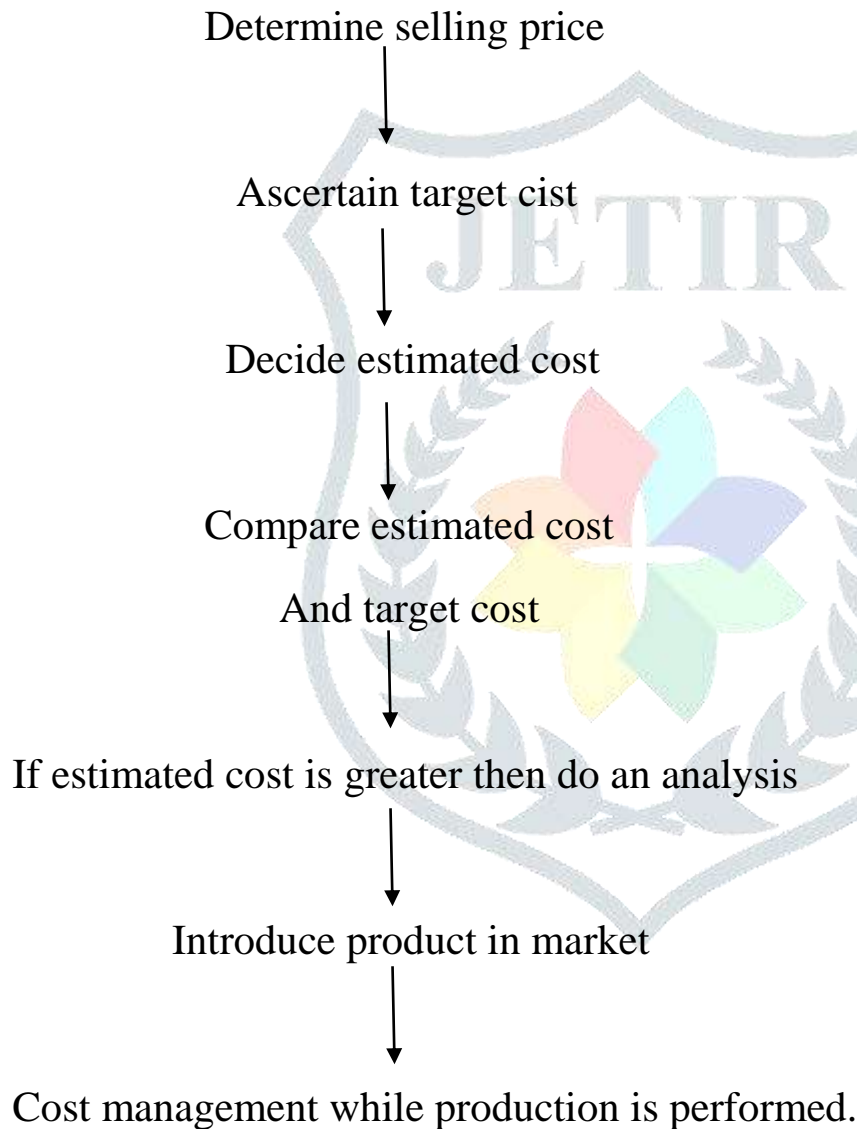 Determine selling price
Ascertain target cist
JETIR
Decide estimated cost
Compare estimated cost
And target cost
If estimated cost is greater then do an analysis
Introduce product in market
Cost management while production is performed.